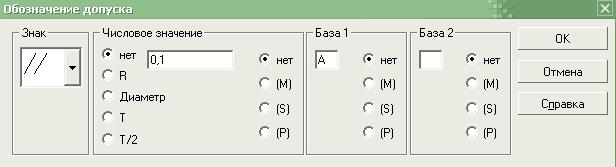 Обозначение допуска
Знак
//
Числовое значение
нет
R
Диаметр
T
T/2
0,1
нет
(M)
(S)
(P)
База 1
A
нет
(M)
(S)
(P)
База 2
нет
(M)
(S)
(P)
OK
Отмена
Справка